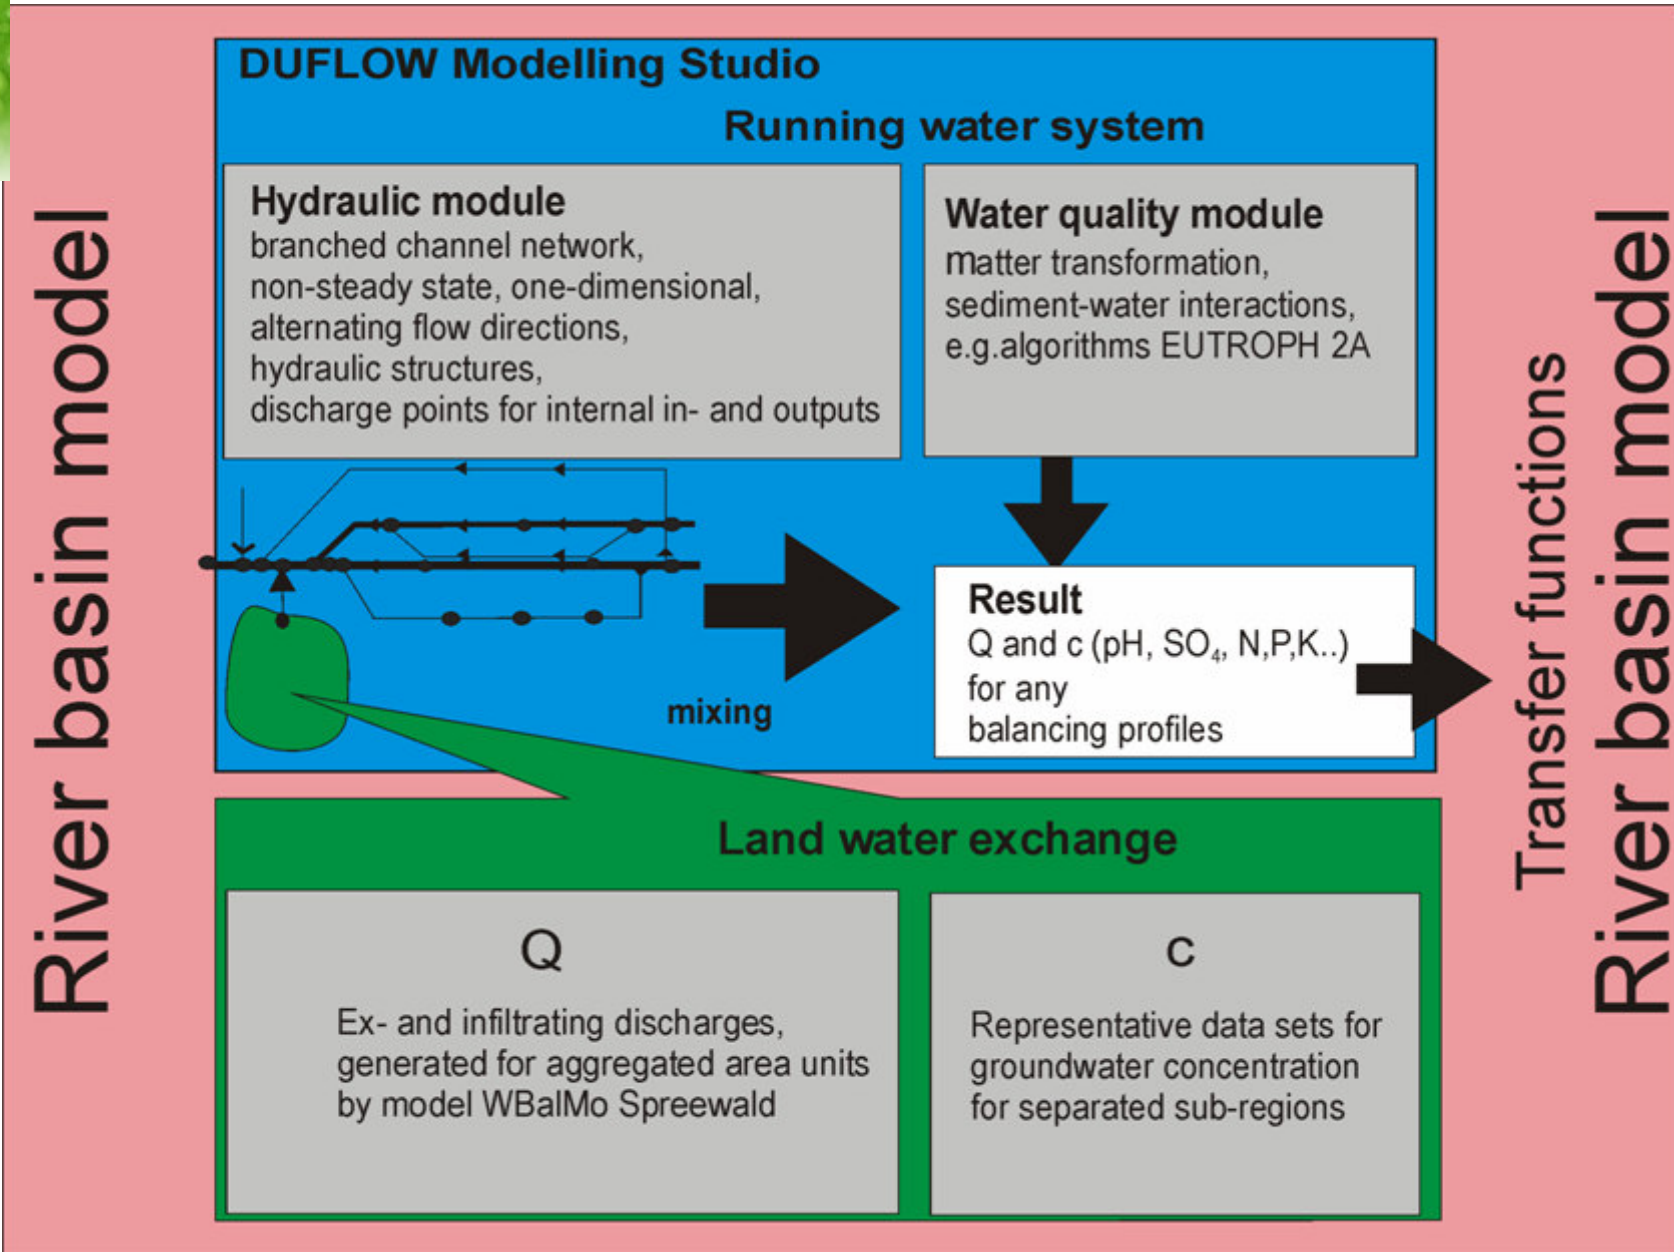 River basin model
DUFLOW Modelling Studio
Running water system
Hydraulic module
branched channel network,
non-steady state, one-dimensional,
alternating flow directions,
hydraulic structures,
discharge points for internal in- and outputs
Water quality module
matter transformation,
sediment-water interactions,
e.g.algorithms EUTROPH 2A
mixing
Result
Q and c (pH, SO₄, N,P,K..)
for any
balancing profiles
Land water exchange
Q
Ex- and infiltrating discharges,
generated for aggregated area units
by model WBalMo Spreewald
c
Representative data sets for
groundwater concentration
for separated sub-regions
Transfer functions
River basin model